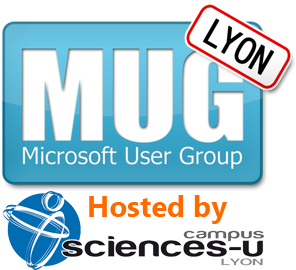 LYON
MUG
Microsoft User Group
Hosted by
campus
sciences-u
LYON